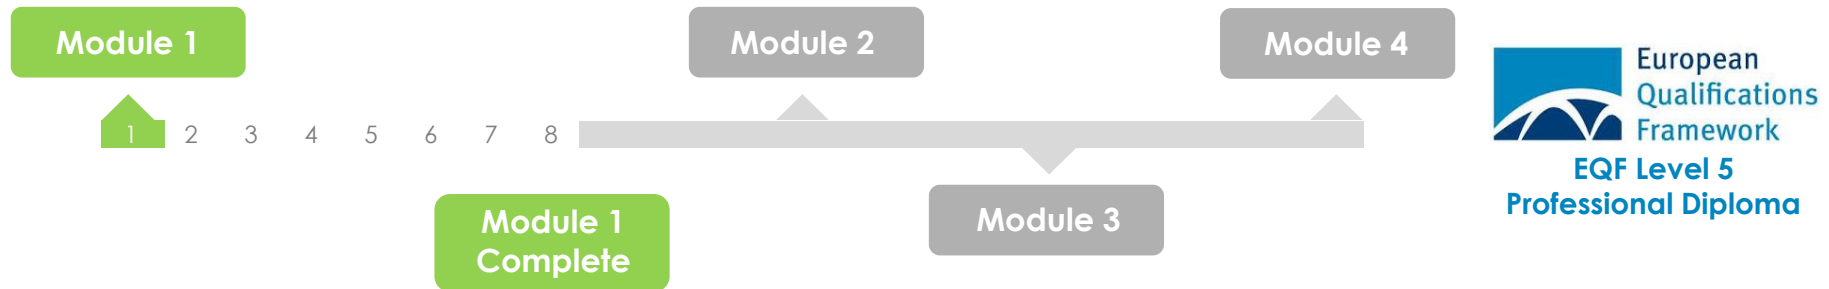 Module 1
Module 2
Module 4
1 2 3 4 5 6 7 8
Module 1
Complete
Module 3
European
Qualifications
Framework
EQF Level 5
Professional Diploma